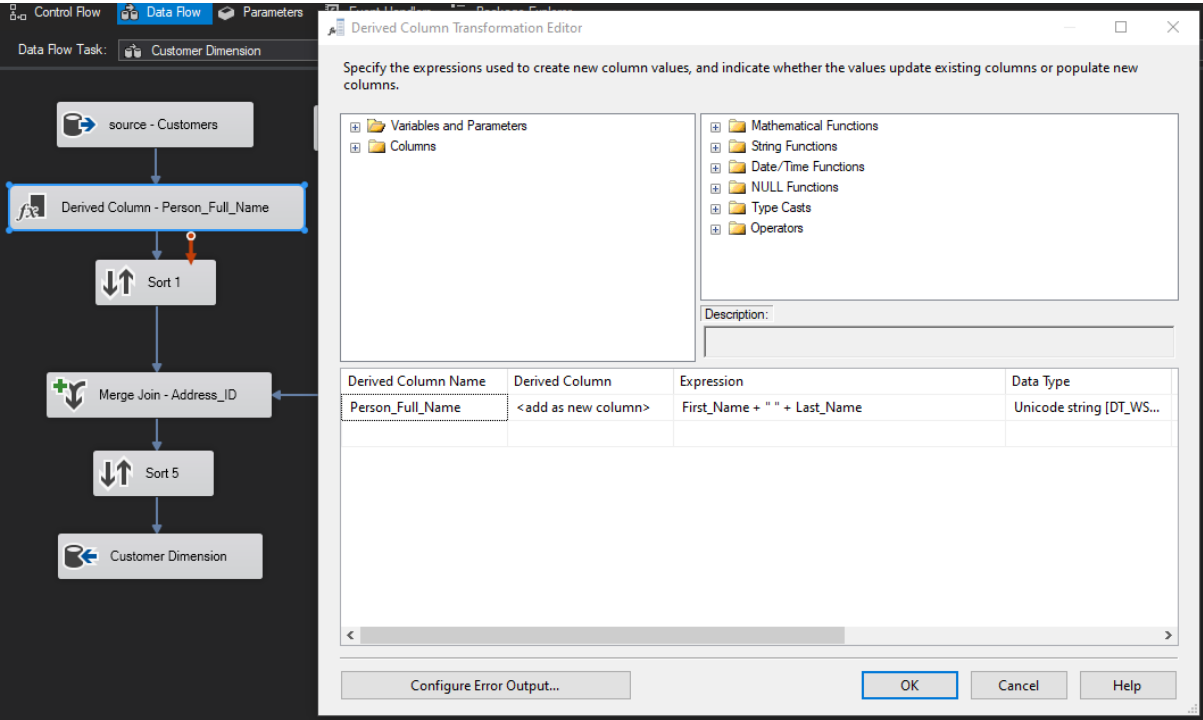 Control Flow Data Flow Parameters Event Handlers Package Explorer
Data Flow Task: Customer Dimension
source - Customers
Derived Column - Person_Full_Name
Sort 1
Merge Join - Address_ID
Sort 5
Customer Dimension
Derived Column Transformation Editor
Specify the expressions used to create new column values, and indicate whether the values update existing columns or populate new
columns.
Variables and Parameters
Columns
Mathematical Functions
String Functions
Date/Time Functions
NULL Functions
Type Casts
Operators
Description:
Derived Column Name Derived Column Expression Data Type
Person_Full_Name <add as new column> First_Name + " " + Last_Name Unicode string [DT_WS...
Configure Error Output... OK Cancel Help